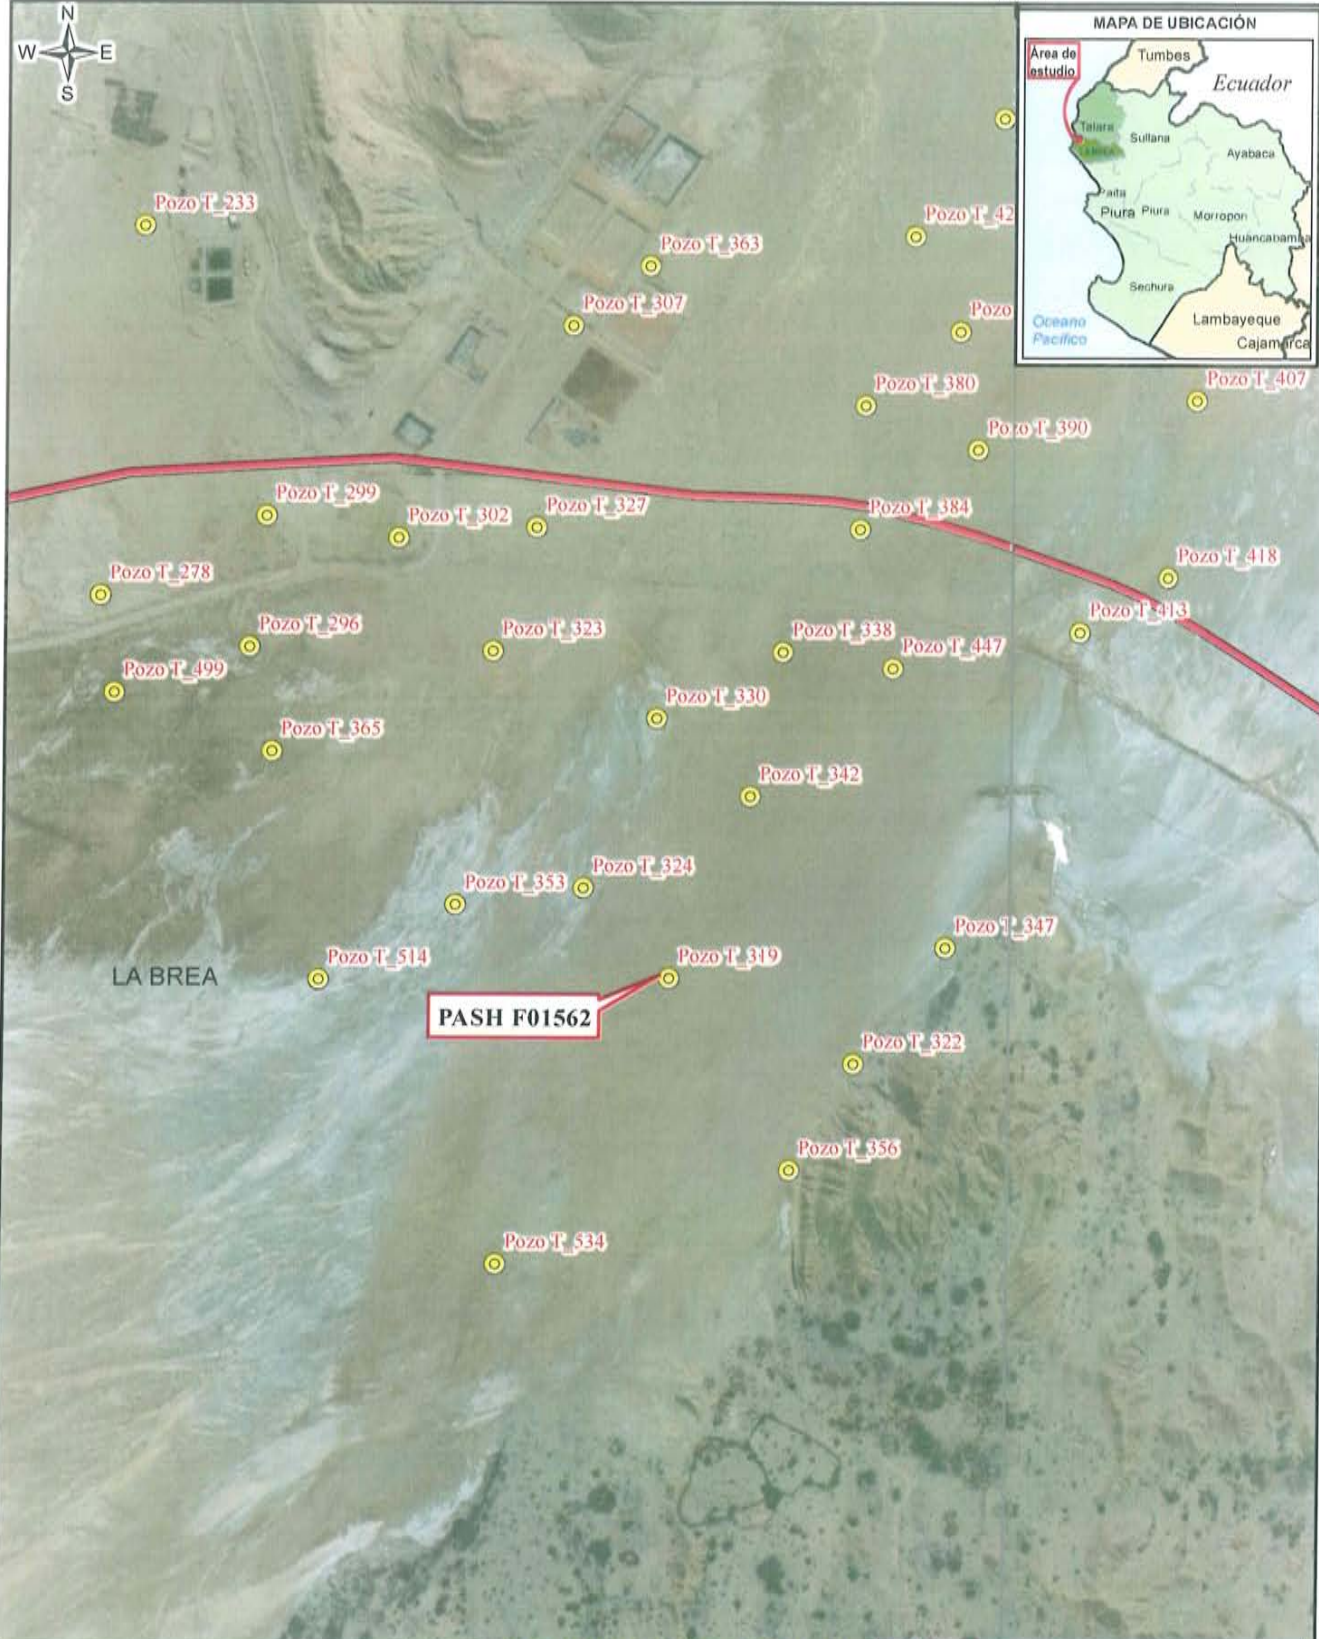 N
W E
S
MAPA DE UBICACIÓN
Área de
estudio
Tumbes
Ecuador
Talara
Sullana
Ayabaca
Paita
Piura
Piura
Morropon
Huancabamba
Sechura
Lambayeque
Cajamarca
Oceano
Pacífico
Pozo T_233
Pozo T_42
Pozo T_363
Pozo T_307
Pozo
Pozo T_380
Pozo T_407
Pozo T_390
Pozo T_299
Pozo T_302
Pozo T_327
Pozo T_384
Pozo T_418
Pozo T_278
Pozo T_413
Pozo T_296
Pozo T_323
Pozo T_338
Pozo T_447
Pozo T_499
Pozo T_330
Pozo T_365
Pozo T_342
Pozo T_324
Pozo T_353
Pozo T_347
Pozo T_514
Pozo T_319
LA BREA
PASH F01562
Pozo T_322
Pozo T_356
Pozo T_534